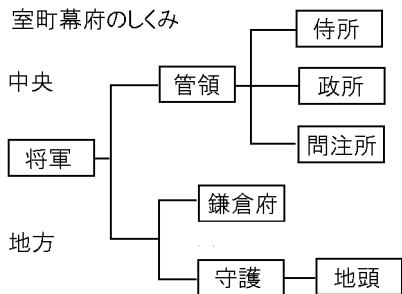 室町幕府のしくみ
侍所
中央
管領
政所
問注所
将軍
鎌倉府
地方
守護
地頭